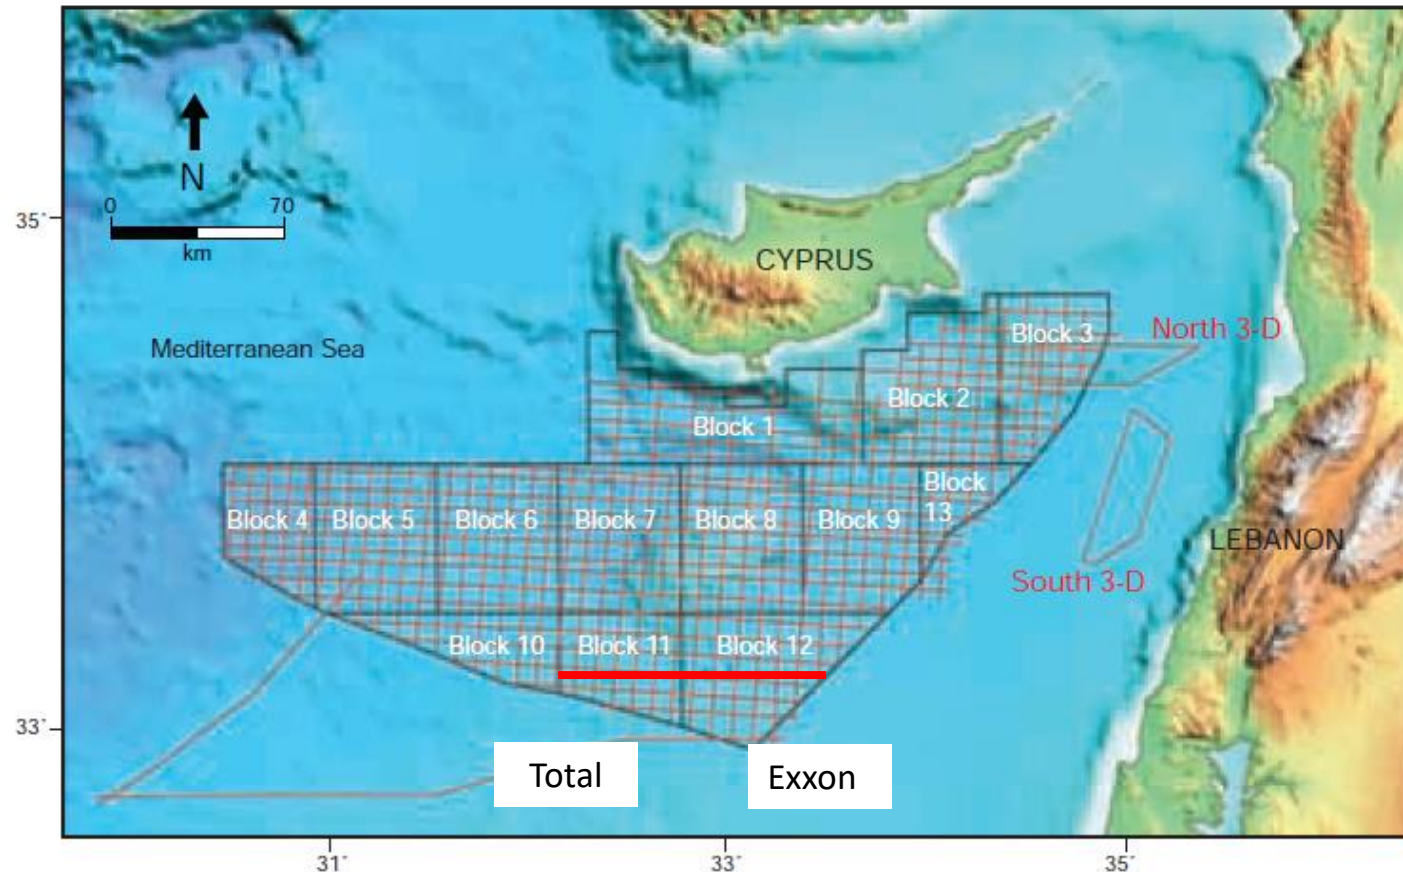 N
0 70
km
35°
CYPRUS
Block 3
North 3-D
Mediterranean Sea
Block 2
Block 1
Block
13
Block 4
Block 5
Block 6
Block 7
Block 8
Block 9
LEBANON
South 3-D
Block 10
Block 11
Block 12
33°
Total
Exxon
31°
33°
35°